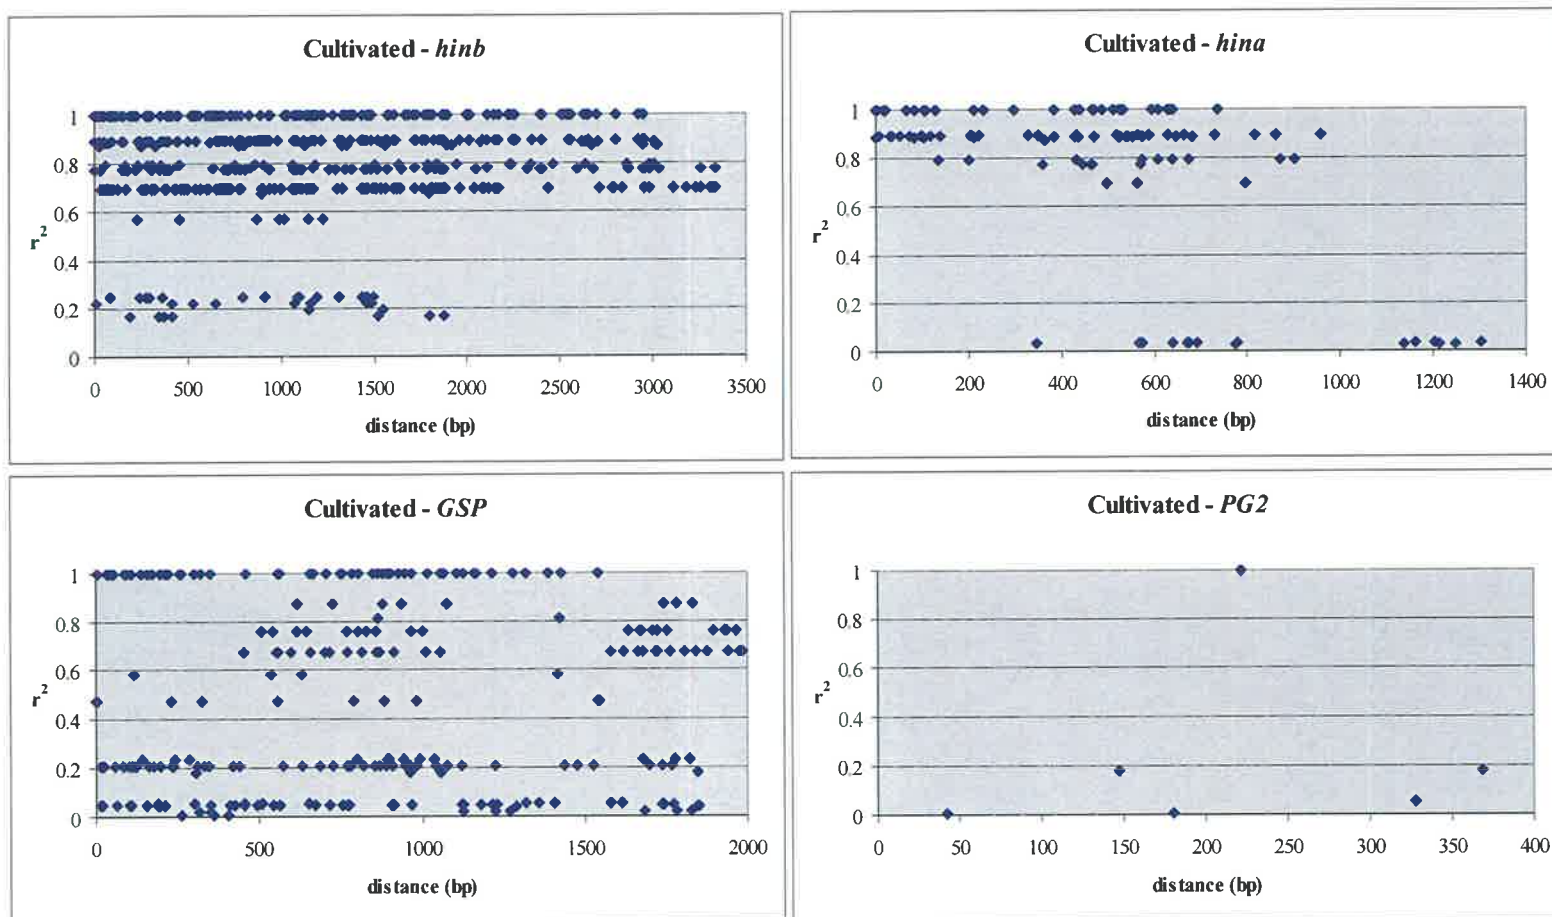 Cultivated - hinb
1
0.8
0.6
r²
0.4
0.2
0
0 500 1000 1500 2000 2500 3000 3500
distance (bp)
Cultivated - hina
1
0.8
0.6
r²
0.4
0.2
0
0 200 400 600 800 1000 1200 1400
distance (bp)
Cultivated - GSP
1
0.8
0.6
r²
0.4
0.2
0
0 500 1000 1500 2000
distance (bp)
Cultivated - PG2
1
0.8
0.6
r²
0.4
0.2
0
0 50 100 150 200 250 300 350 400
distance (bp)